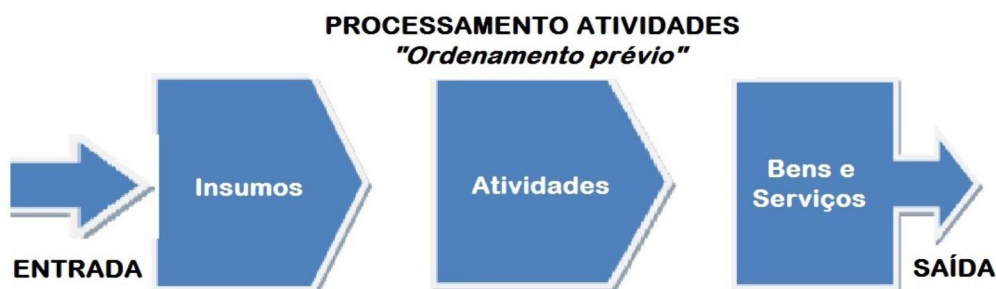 PROCESSAMENTO ATIVIDADES
"Ordenamento prévio"
Insumos
Atividades
Bens e
Serviços
ENTRADA
SAÍDA